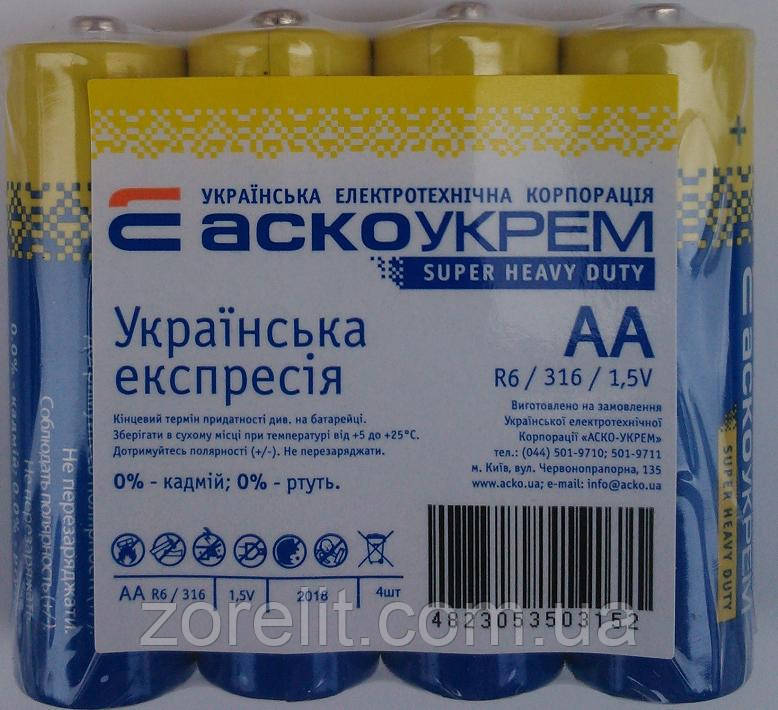 УКРАЇНСЬКА ЕЛЕКТРОТЕХНІЧНА КОРПОРАЦІЯ
аскоУКРЕМ
SUPER HEAVY DUTY
Українська
експресія
AA
R6 / 316 / 1,5V
Кінцевий термін придатності див. на батарейці.
Зберігати в сухому місці при температурі від +5 до +25°C.
Дотримуйтесь полярності (+/-). Не перезаряджати.
0% - кадмій; 0% - ртуть.
Виготовлено на замовлення
Української електротехнічної
Корпорації «АСКО-УКРЕМ»
тел.: (044) 501-9710; 501-9711
м. Київ, вул. Червонопрапорна, 135
www.acko.ua; e-mail: info@acko.ua
AA R6 / 316 1,5V 2018 4шт
4823053503152
zorelit.com.ua
+
аскоУКРЕМ
SUPER HEAVY DUTY
Не перезаряджати.
Соблюдать полярность (+/-)
Не перезаряжать.